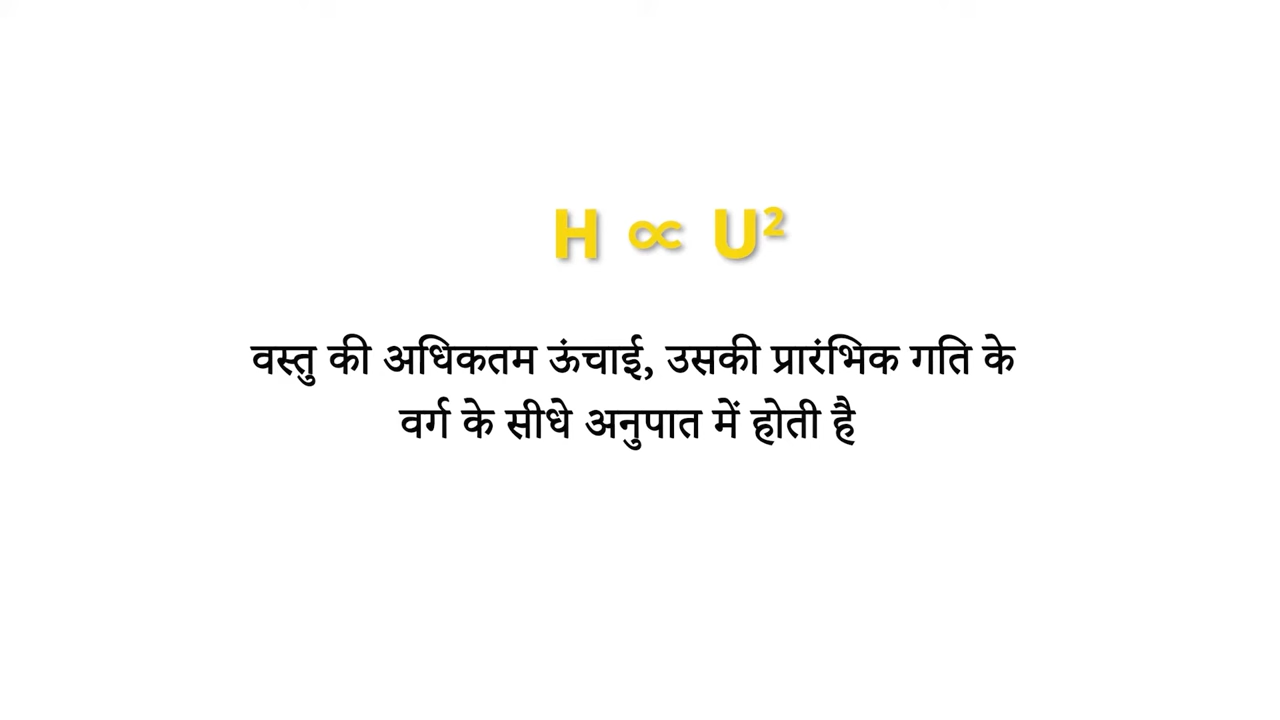 H ∝ U²
वस्तु की अधिकतम ऊंचाई, उसकी प्रारंभिक गति के
वर्ग के सीधे अनुपात में होती है